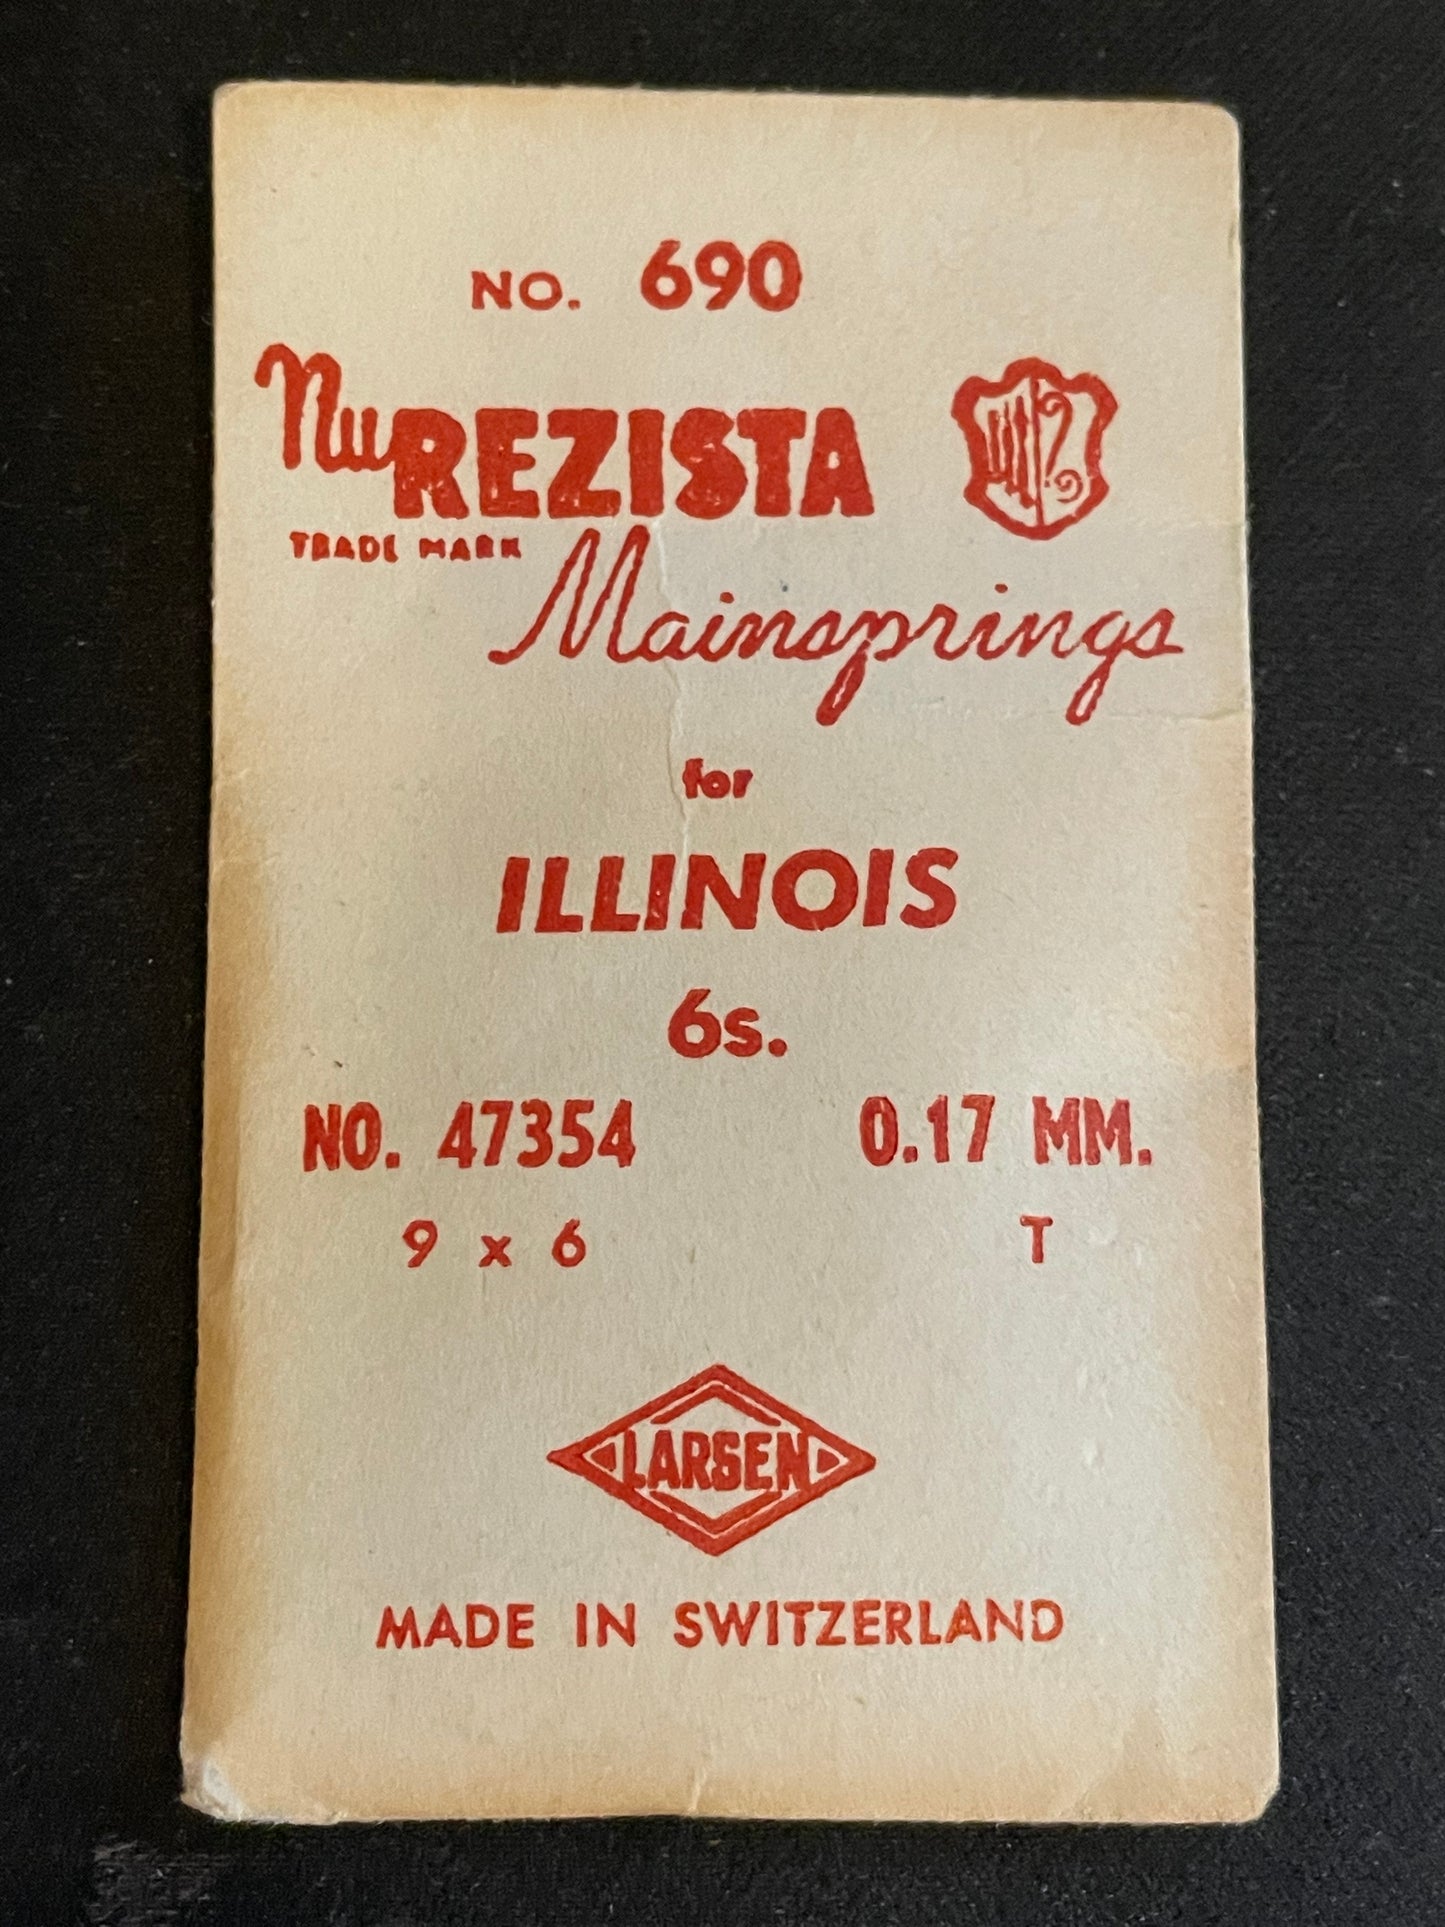 NO. 690
NuREZISTA
TRADE MARK
Mainsprings
for
ILLINOIS
6s.
NO. 47354 0.17 MM.
9 x 6 T
LARSEN
MADE IN SWITZERLAND